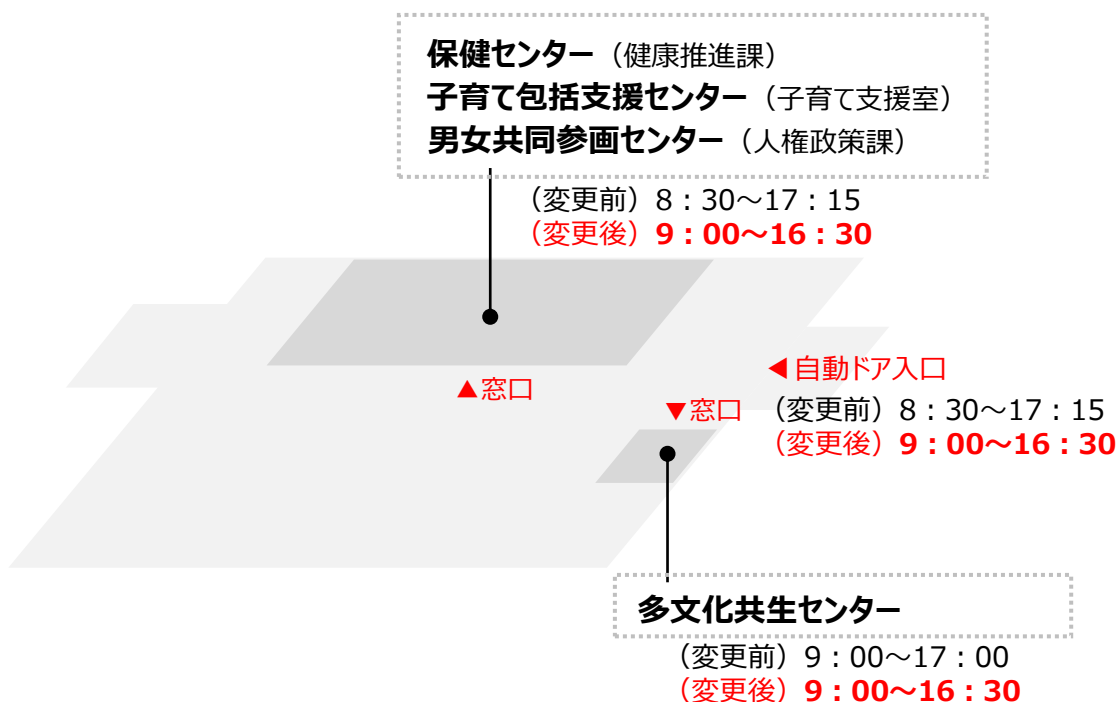 保健センター（健康推進課）
子育て包括支援センター（子育て支援室）
男女共同参画センター（人権政策課）
（変更前）8：30～17：15
（変更後）9：00～16：30
◀自動ドア入口
▲窓口
▼窓口
（変更前）8：30～17：15
（変更後）9：00～16：30
多文化共生センター
（変更前）9：00～17：00
（変更後）9：00～16：30